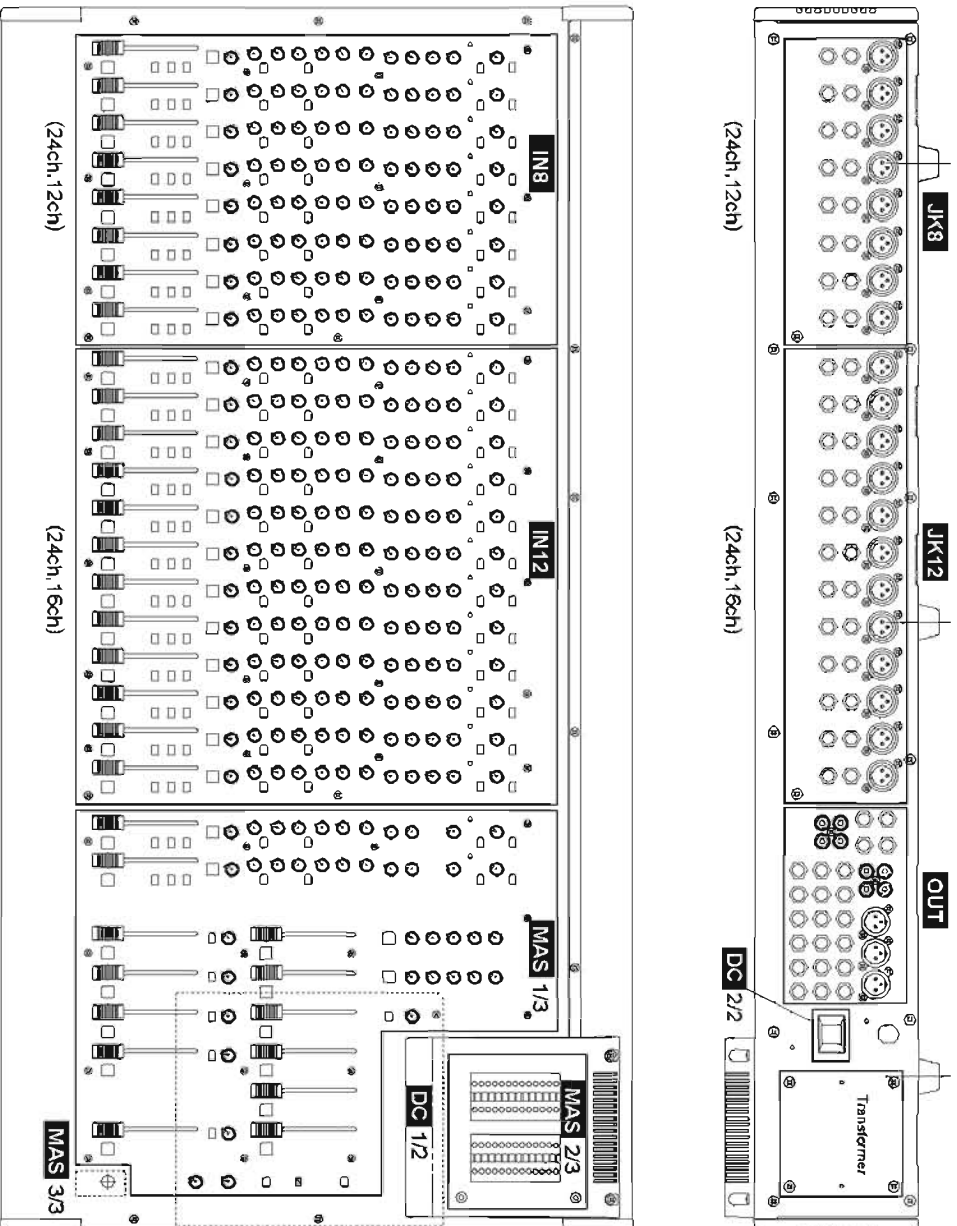 IN8
(24ch,12ch)
IN12
(24ch,16ch)
MAS 1/3
MAS 2/3
DC 1/2
MAS 3/3
JK8
(24ch,12ch)
JK12
(24ch,16ch)
OUT
DC 2/2
Transformer